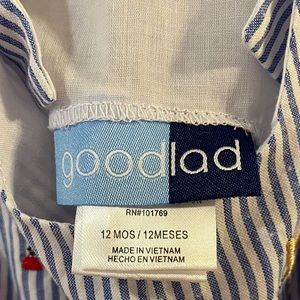 goodlad
RN#101769
12 MOS / 12MESES
MADE IN VIETNAM
HECHO EN VIETNAM